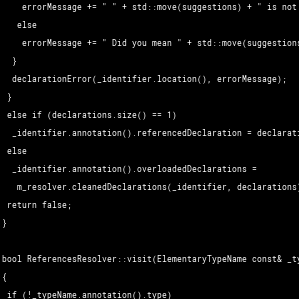 errorMessage += " " + std::move(suggestions) + " is not
else
errorMessage += " Did you mean " + std::move(suggestions
}
declarationError(_identifier.location(), errorMessage);
}
else if (declarations.size() == 1)
_identifier.annotation().referencedDeclaration = declarati
else
_identifier.annotation().overloadedDeclarations =
m_resolver.cleanedDeclarations(_identifier, declarations)
return false;
}
bool ReferencesResolver::visit(ElementaryTypeName const& _ty
{
if (!_typeName.annotation().type)